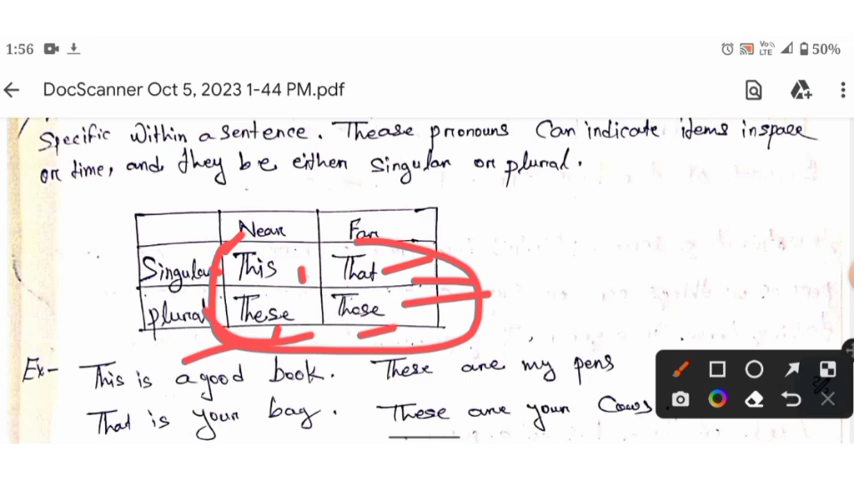 1:56 Vo) LTE 50%
DocScanner Oct 5, 2023 1-44 PM.pdf
Specific within a sentence. Thease pronouns can indicate items in space
or time, and they be either singular or plural.
Near Far
Singular This That
plural These Those
Ex- This is a good book. These are my pens
That is your bag. These are your Cows